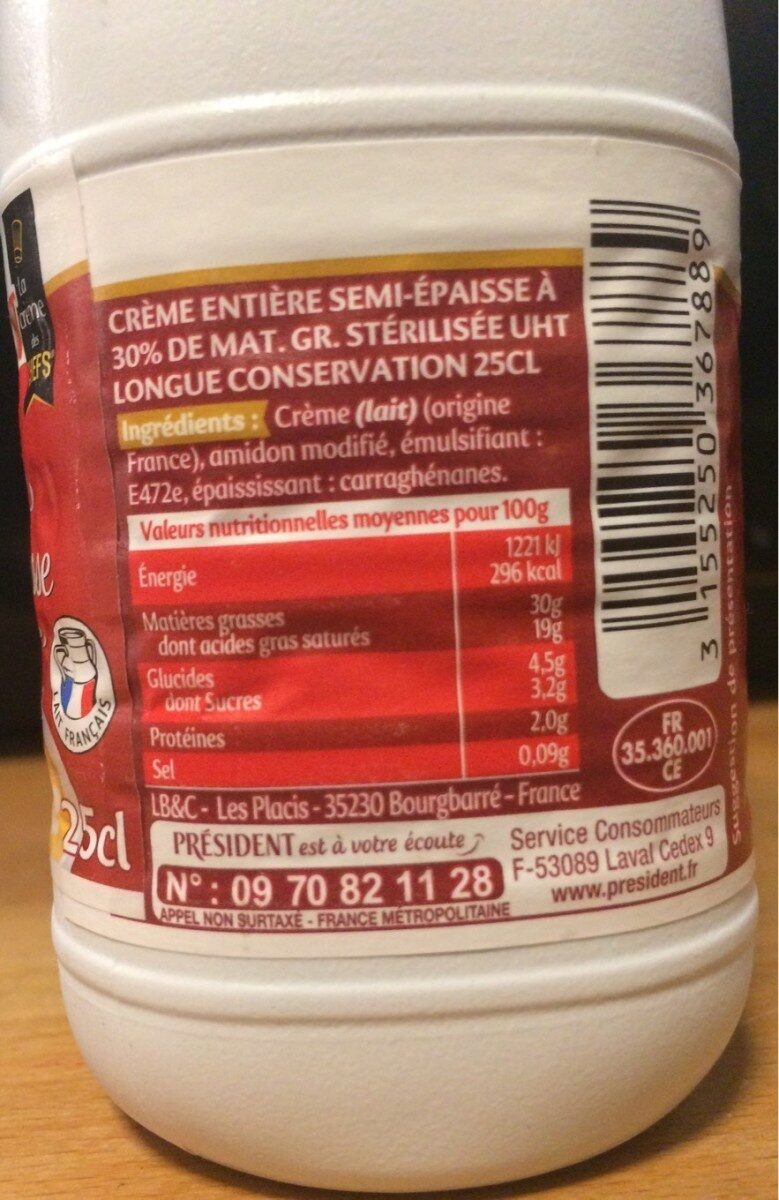 la
crème
des
CHEFS
LAIT FRANÇAIS
25cl
CRÈME ENTIÈRE SEMI-ÉPAISSE À
30% DE MAT. GR. STÉRILISÉE UHT
LONGUE CONSERVATION 25CL
Ingrédients : Crème (lait) (origine
France), amidon modifié, émulsifiant :
E472e, épaississant : carraghénanes.
Valeurs nutritionnelles moyennes pour 100g
Énergie 1221 kJ
296 kcal
Matières grasses 30g
dont acides gras saturés 19g
Glucides 4,5g
dont Sucres 3,2g
Protéines 2,0g
Sel 0,09g
LB&C - Les Placis - 35230 Bourgbarré - France
PRÉSIDENT est à votre écoute
N° : 09 70 82 11 28
APPEL NON SURTAXÉ - FRANCE MÉTROPOLITAINE
Service Consommateurs
F-53089 Laval Cedex 9
www.president.fr
3 155250 367889
FR
35.360.001
CE
Suggestion de présentation